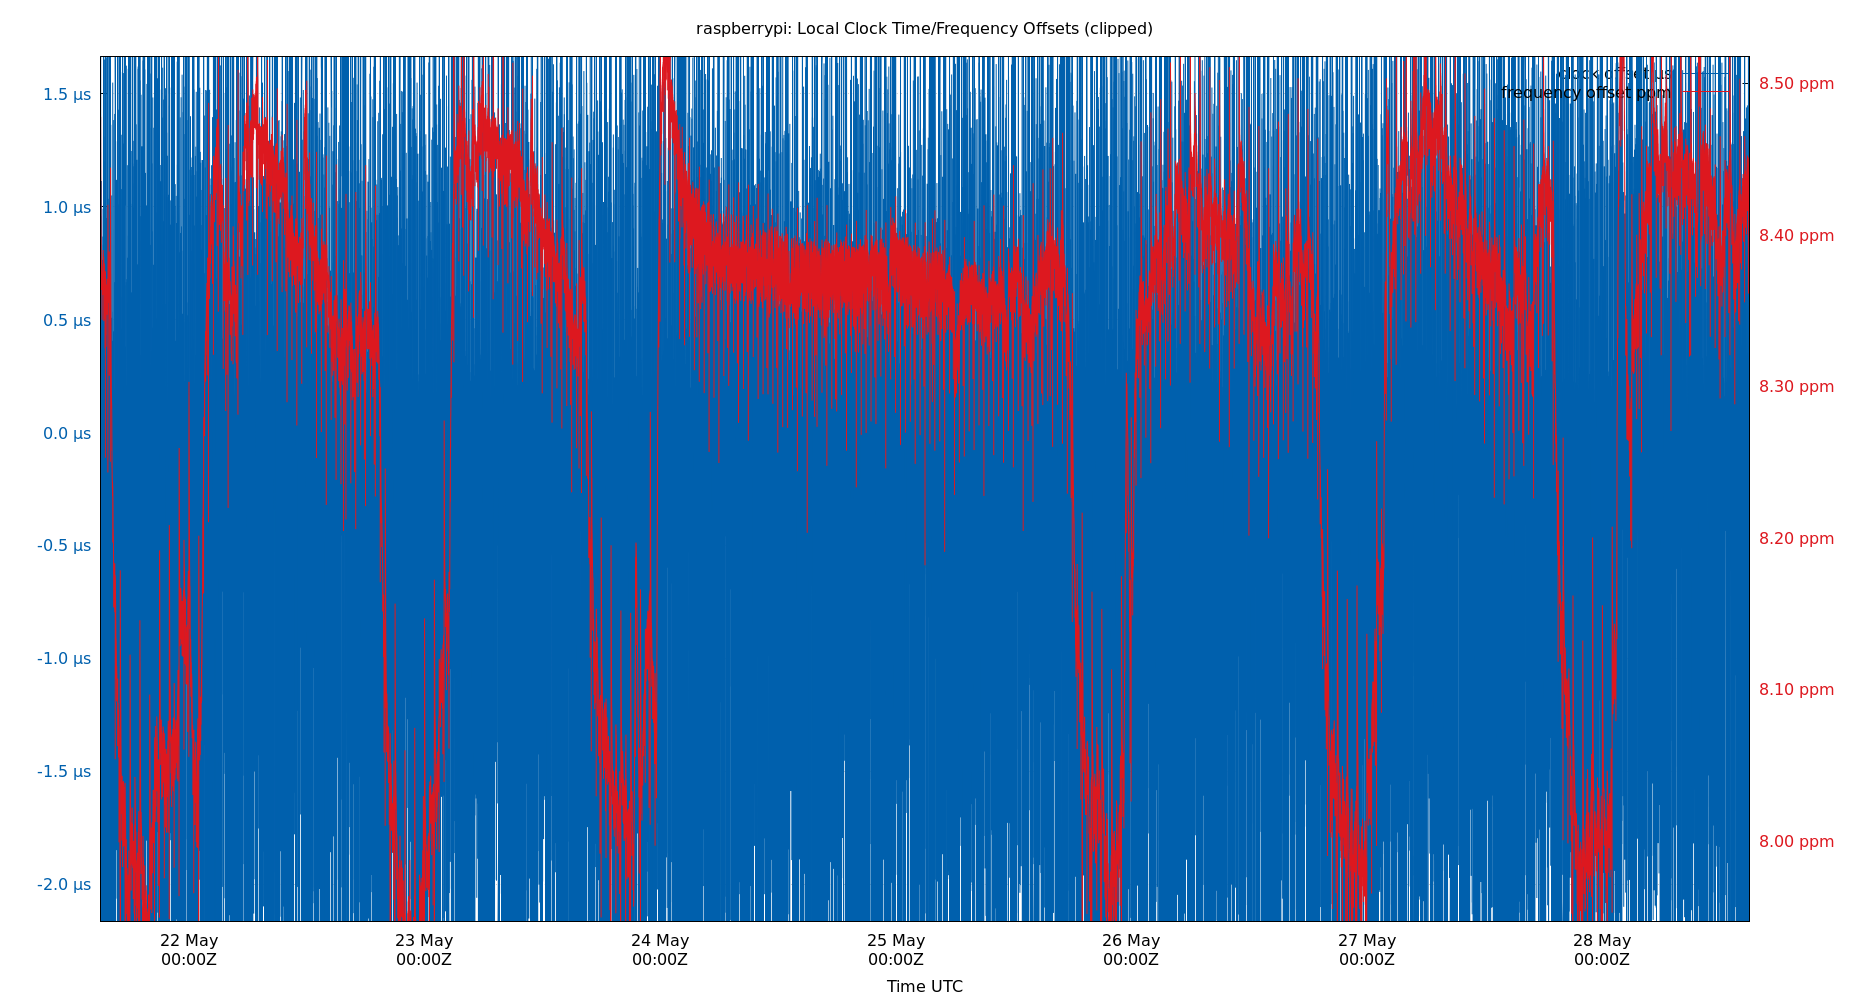 raspberrypi: Local Clock Time/Frequency Offsets (clipped)
clock offset µs
frequency offset ppm
1.5 µs
1.0 µs
0.5 µs
0.0 µs
-0.5 µs
-1.0 µs
-1.5 µs
-2.0 µs
8.50 ppm
8.40 ppm
8.30 ppm
8.20 ppm
8.10 ppm
8.00 ppm
22 May 23 May 24 May 25 May 26 May 27 May 28 May
00:00Z 00:00Z 00:00Z 00:00Z 00:00Z 00:00Z 00:00Z
Time UTC